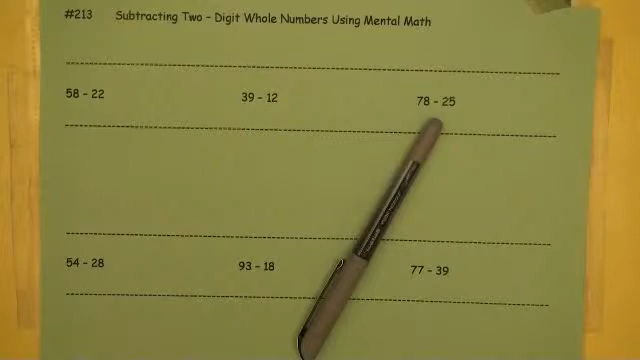 #213 Subtracting Two - Digit Whole Numbers Using Mental Math
58 - 22 39 - 12 78 - 25
54 - 28 93 - 18 77 - 39